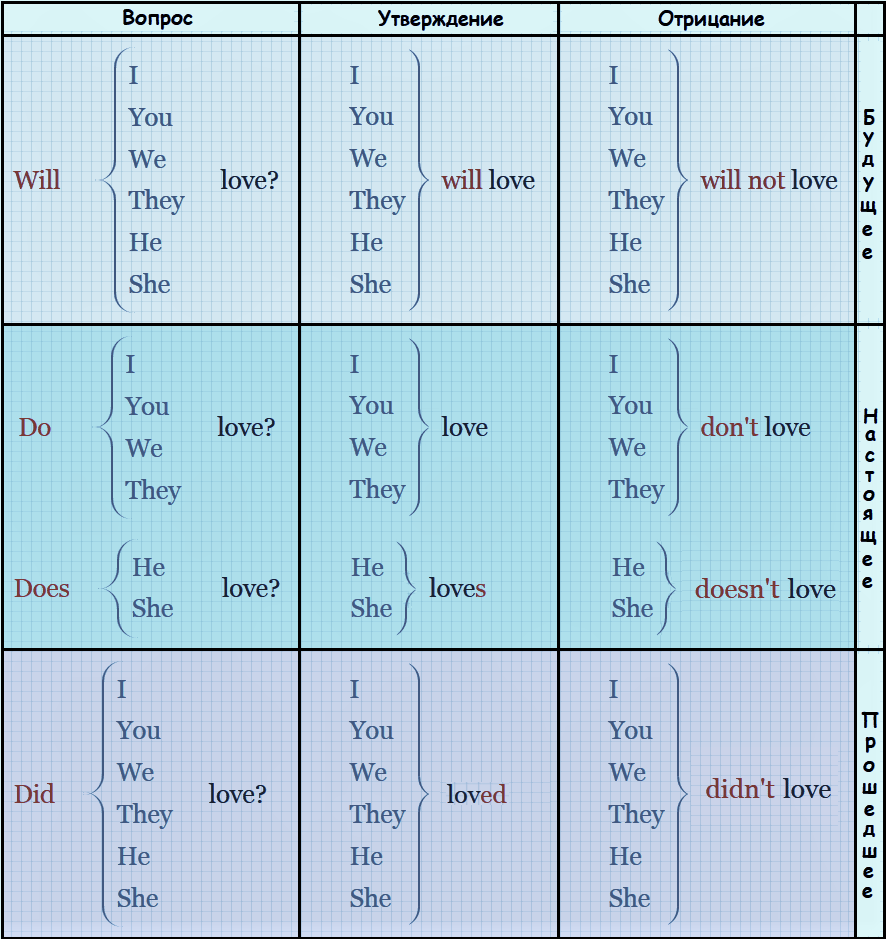 Вопрос Утверждение Отрицание
I I I
You You You
We We We
Will They love? They will love They will not love
He He He
She She She
Будущее
I I I
You You You
Do We love? We love We don't love
They They They
He He He
Does love? loves doesn't love
She She She
Настоящее
I I I
You You You
We We We
Did They love? They loved They didn't love
He He He
She She She
Прошедшее